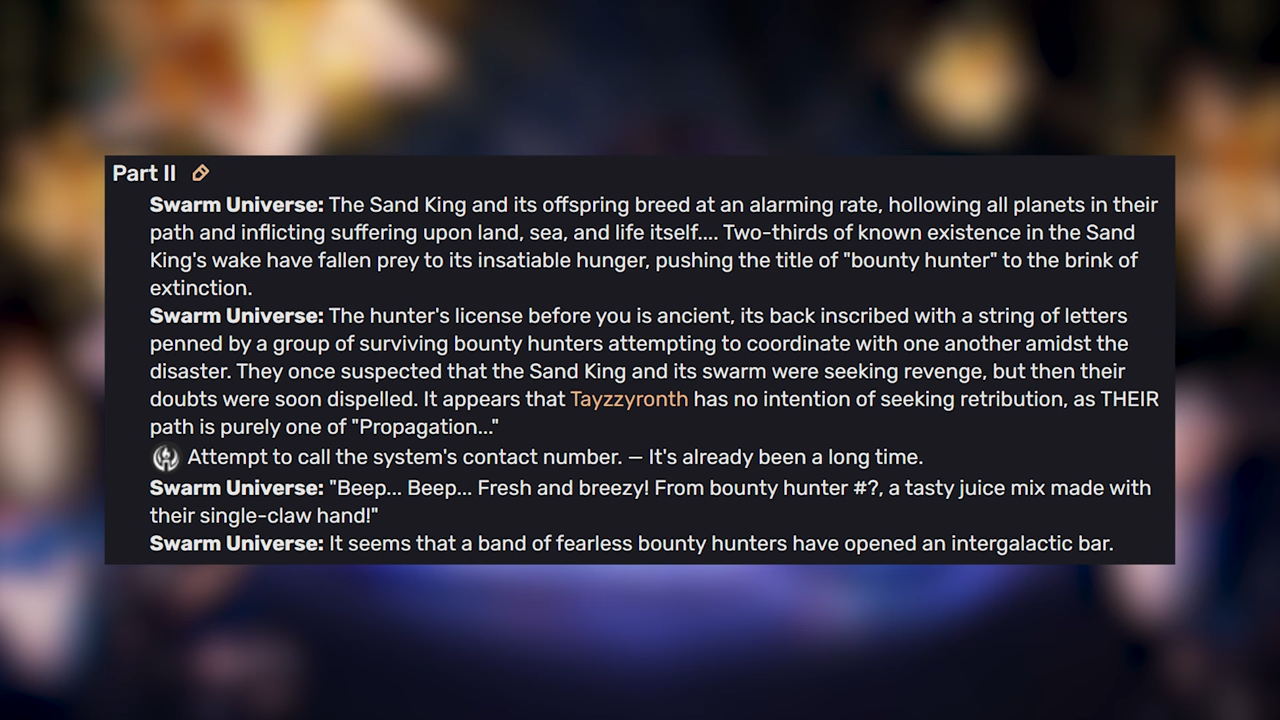 Part II
Swarm Universe: The Sand King and its offspring breed at an alarming rate, hollowing all planets in their
path and inflicting suffering upon land, sea, and life itself.... Two-thirds of known existence in the Sand
King's wake have fallen prey to its insatiable hunger, pushing the title of "bounty hunter" to the brink of
extinction.
Swarm Universe: The hunter's license before you is ancient, its back inscribed with a string of letters
penned by a group of surviving bounty hunters attempting to coordinate with one another amidst the
disaster. They once suspected that the Sand King and its swarm were seeking revenge, but then their
doubts were soon dispelled. It appears that Tayzzyronth has no intention of seeking retribution, as THEIR
path is purely one of "Propagation..."
Attempt to call the system's contact number. — It's already been a long time.
Swarm Universe: "Beep... Beep... Fresh and breezy! From bounty hunter #?, a tasty juice mix made with
their single-claw hand!"
Swarm Universe: It seems that a band of fearless bounty hunters have opened an intergalactic bar.